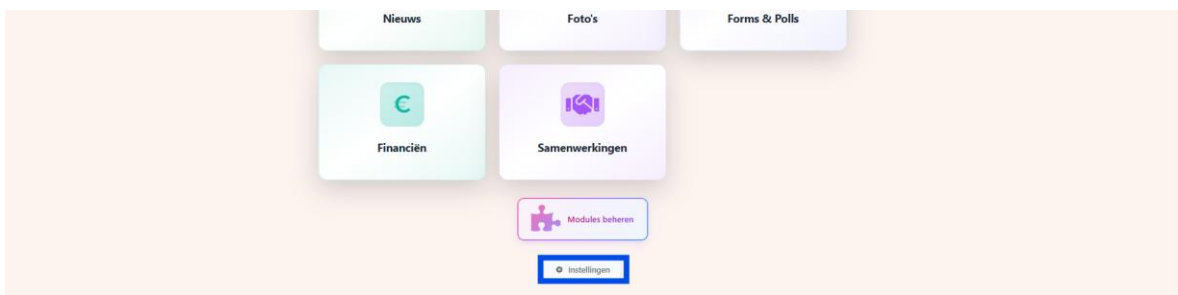 Nieuws
Foto's
Forms & Polls
€
Financiën
Samenwerkingen
Modules beheren
Instellingen